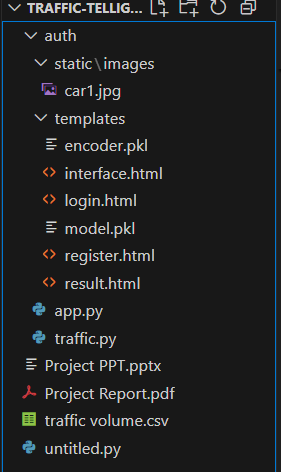 TRAFFIC-TELLIG...
auth
static\images
car1.jpg
templates
encoder.pkl
interface.html
login.html
model.pkl
register.html
result.html
app.py
traffic.py
Project PPT.pptx
Project Report.pdf
traffic volume.csv
untitled.py